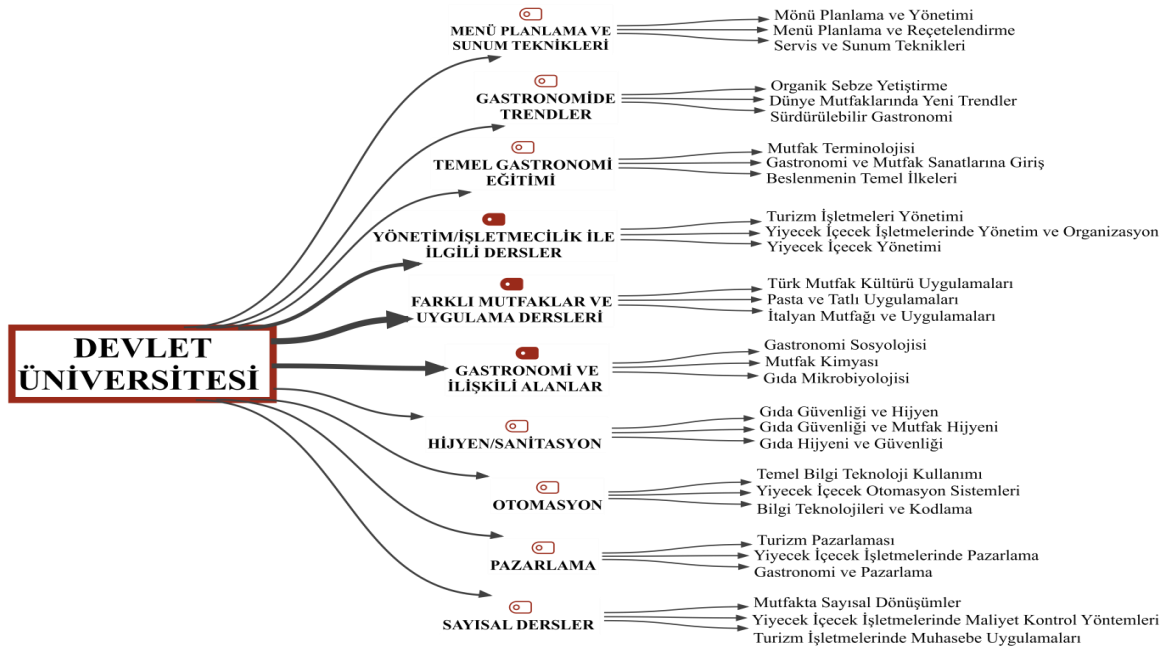 DEVLET
ÜNİVERSİTESİ
MENÜ PLANLAMA VE
SUNUM TEKNİKLERİ
Mönü Planlama ve Yönetimi
Menü Planlama ve Reçetelendirme
Servis ve Sunum Teknikleri
GASTRONOMİDE
TRENDLER
Organik Sebze Yetiştirme
Dünye Mutfaklarında Yeni Trendler
Sürdürülebilir Gastronomi
TEMEL GASTRONOMİ
EĞİTİMİ
Mutfak Terminolojisi
Gastronomi ve Mutfak Sanatlarına Giriş
Beslenmenin Temel İlkeleri
YÖNETİM/İŞLETMECİLİK İLE
İLGİLİ DERSLER
Turizm İşletmeleri Yönetimi
Yiyecek İçecek İşletmelerinde Yönetim ve Organizasyon
Yiyecek İçecek Yönetimi
FARKLI MUTFAKLAR VE
UYGULAMA DERSLERİ
Türk Mutfak Kültürü Uygulamaları
Pasta ve Tatlı Uygulamaları
İtalyan Mutfağı ve Uygulamaları
GASTRONOMİ VE
İLİŞKİLİ ALANLAR
Gastronomi Sosyolojisi
Mutfak Kimyası
Gıda Mikrobiyolojisi
HİJYEN/SANİTASYON
Gıda Güvenliği ve Hijyen
Gıda Güvenliği ve Mutfak Hijyeni
Gıda Hijyeni ve Güvenliği
OTOMASYON
Temel Bilgi Teknoloji Kullanımı
Yiyecek İçecek Otomasyon Sistemleri
Bilgi Teknolojileri ve Kodlama
PAZARLAMA
Turizm Pazarlaması
Yiyecek İçecek İşletmelerinde Pazarlama
Gastronomi ve Pazarlama
SAYISAL DERSLER
Mutfakta Sayısal Dönüşümler
Yiyecek İçecek İşletmelerinde Maliyet Kontrol Yöntemleri
Turizm İşletmelerinde Muhasebe Uygulamaları